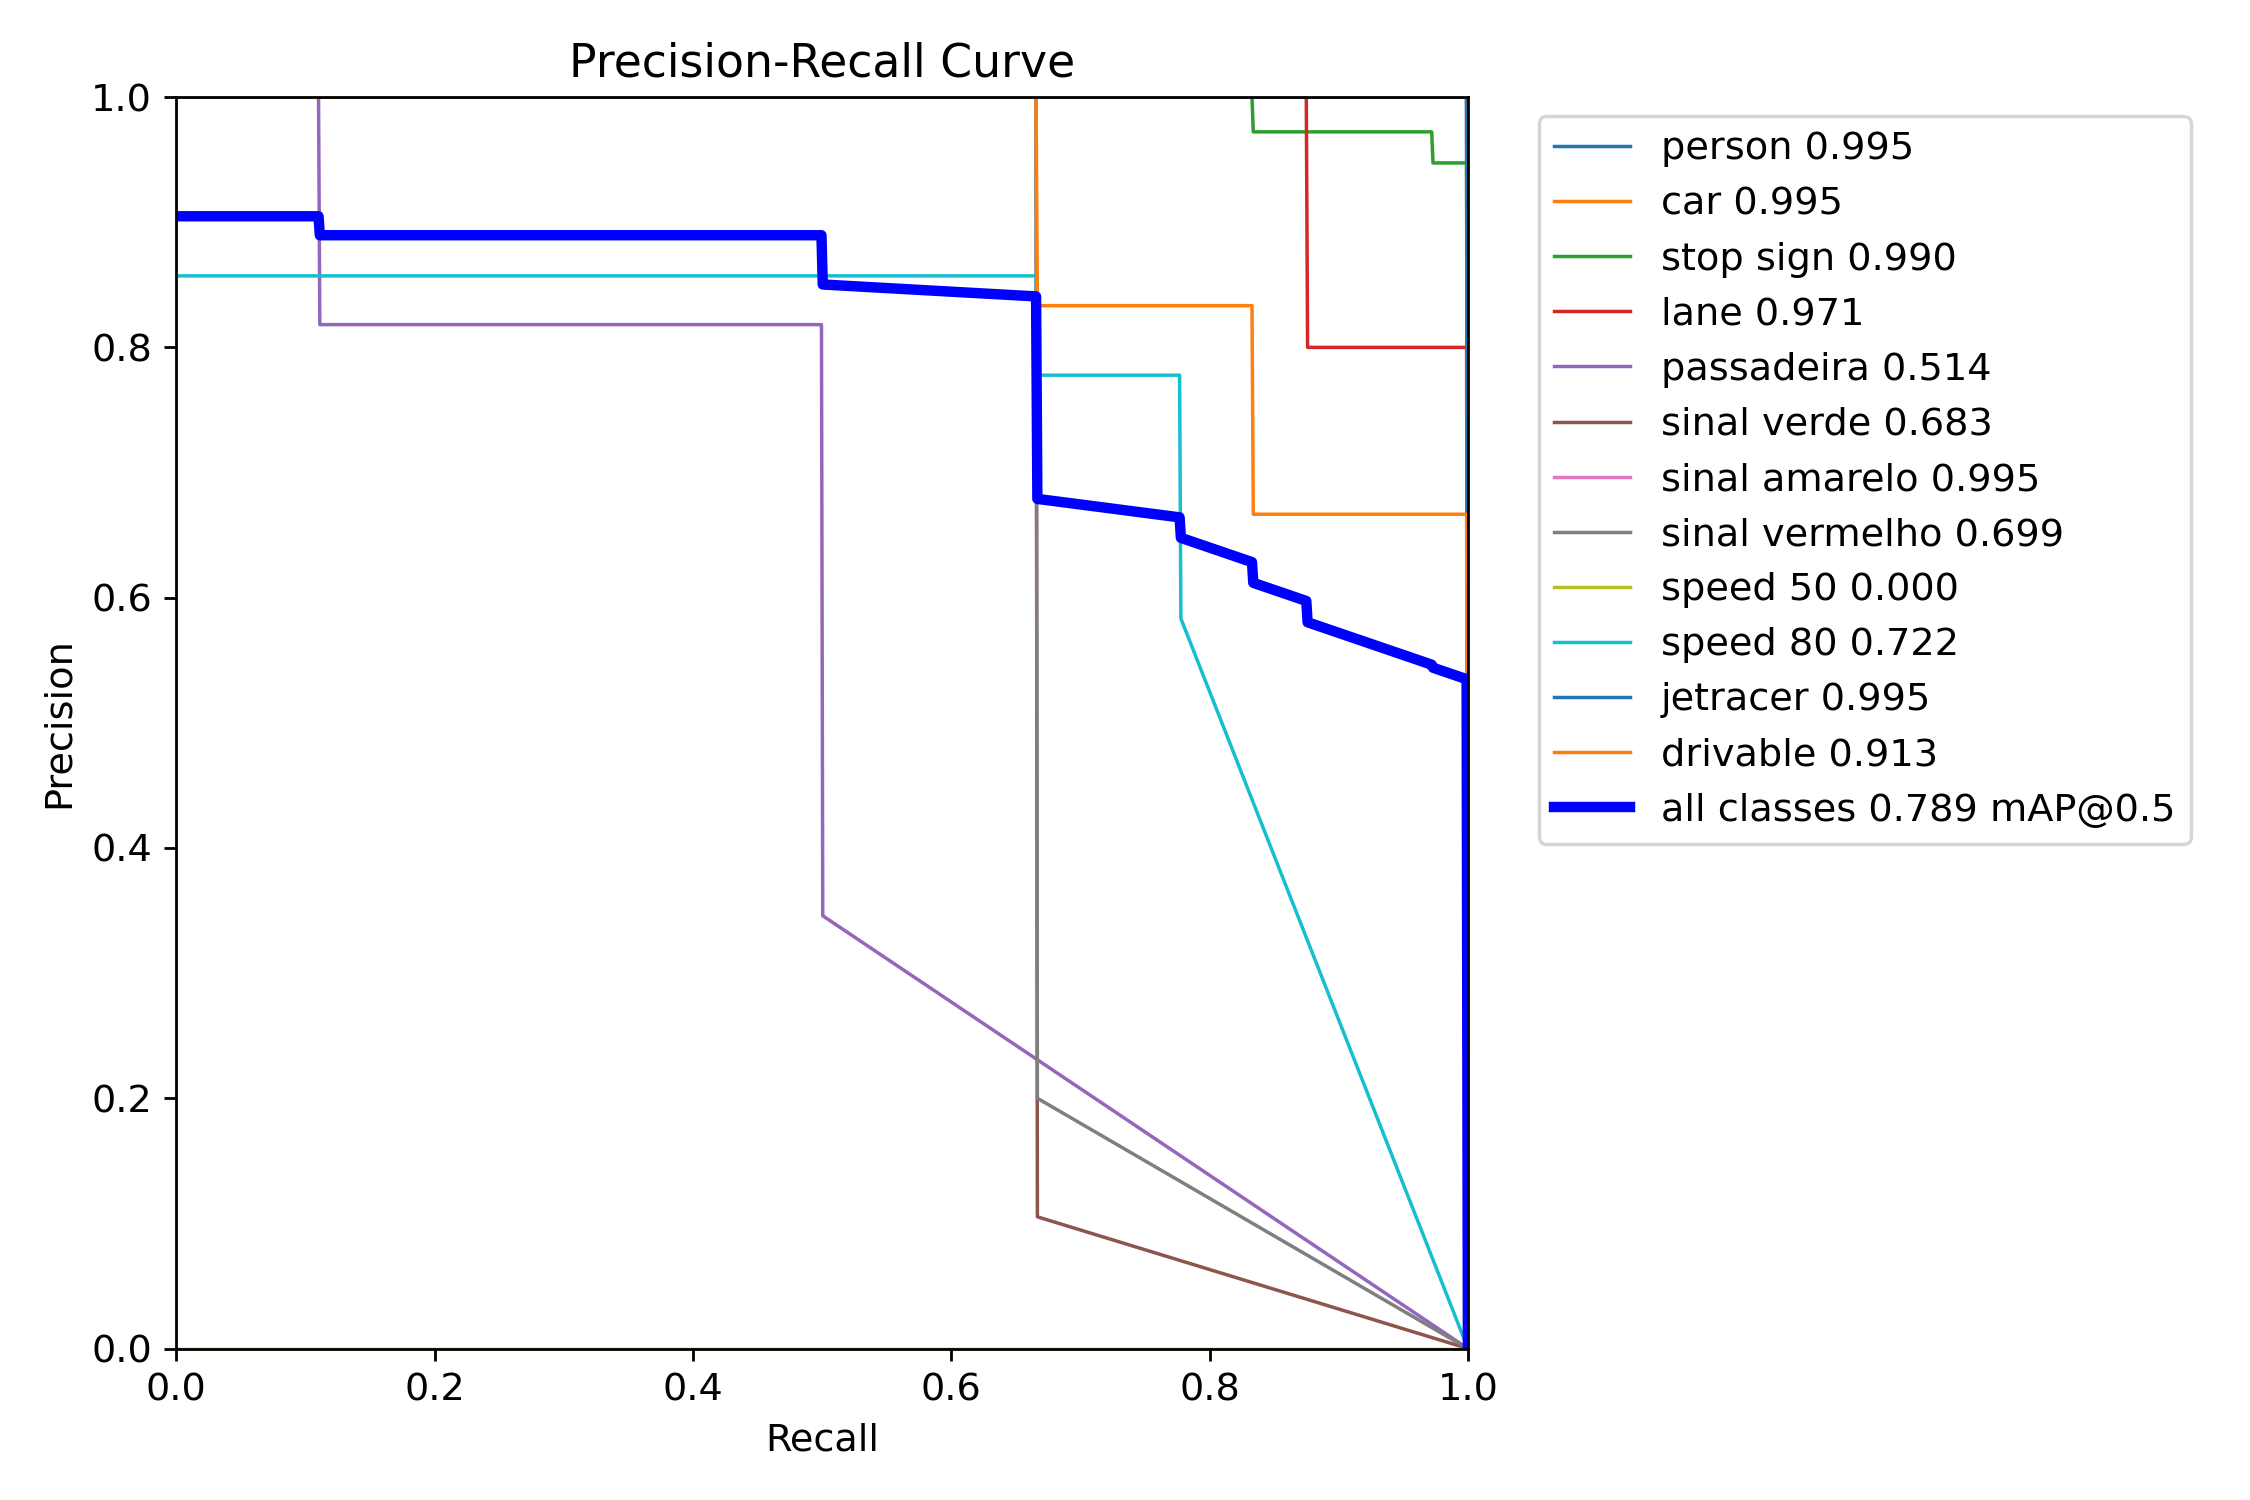 Precision-Recall Curve
1.0
0.8
0.6
0.4
0.2
0.0
Precision
0.0 0.2 0.4 0.6 0.8 1.0
Recall
person 0.995
car 0.995
stop sign 0.990
lane 0.971
passadeira 0.514
sinal verde 0.683
sinal amarelo 0.995
sinal vermelho 0.699
speed 50 0.000
speed 80 0.722
jetracer 0.995
drivable 0.913
all classes 0.789 mAP@0.5